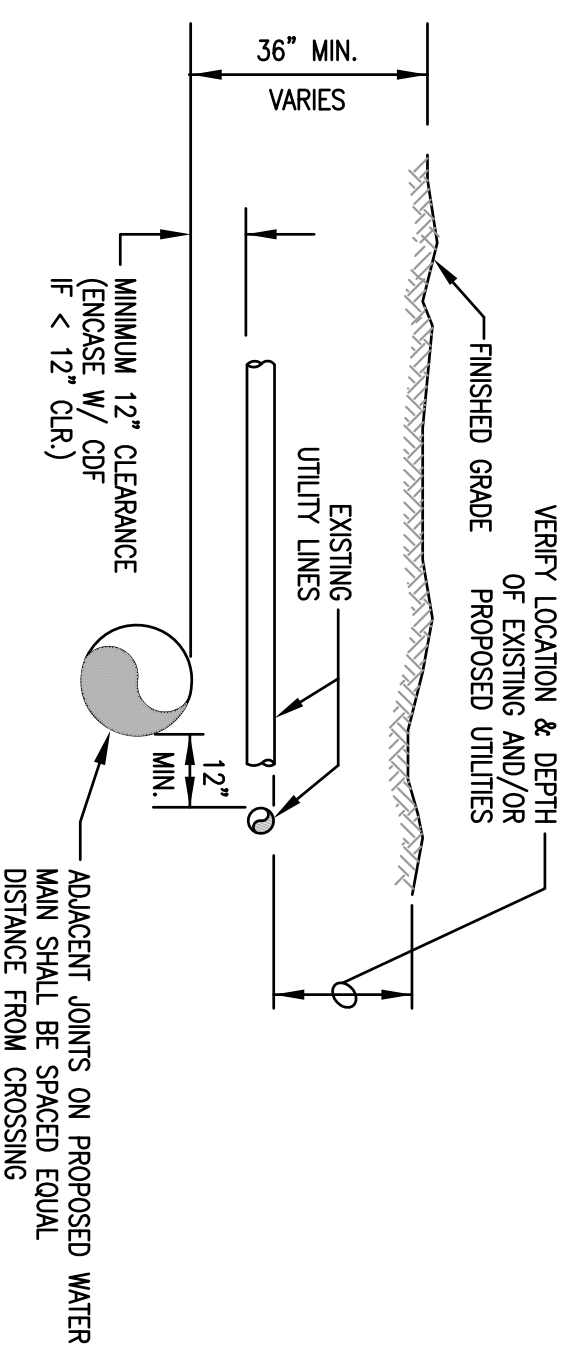 VERIFY LOCATION & DEPTH
OF EXISTING AND/OR
PROPOSED UTILITIES
FINISHED GRADE
36" MIN.
VARIES
EXISTING
UTILITY LINES
12"
MIN.
MINIMUM 12" CLEARANCE
(ENCASE W/ CDF
IF < 12" CLR.)
ADJACENT JOINTS ON PROPOSED WATER
MAIN SHALL BE SPACED EQUAL
DISTANCE FROM CROSSING